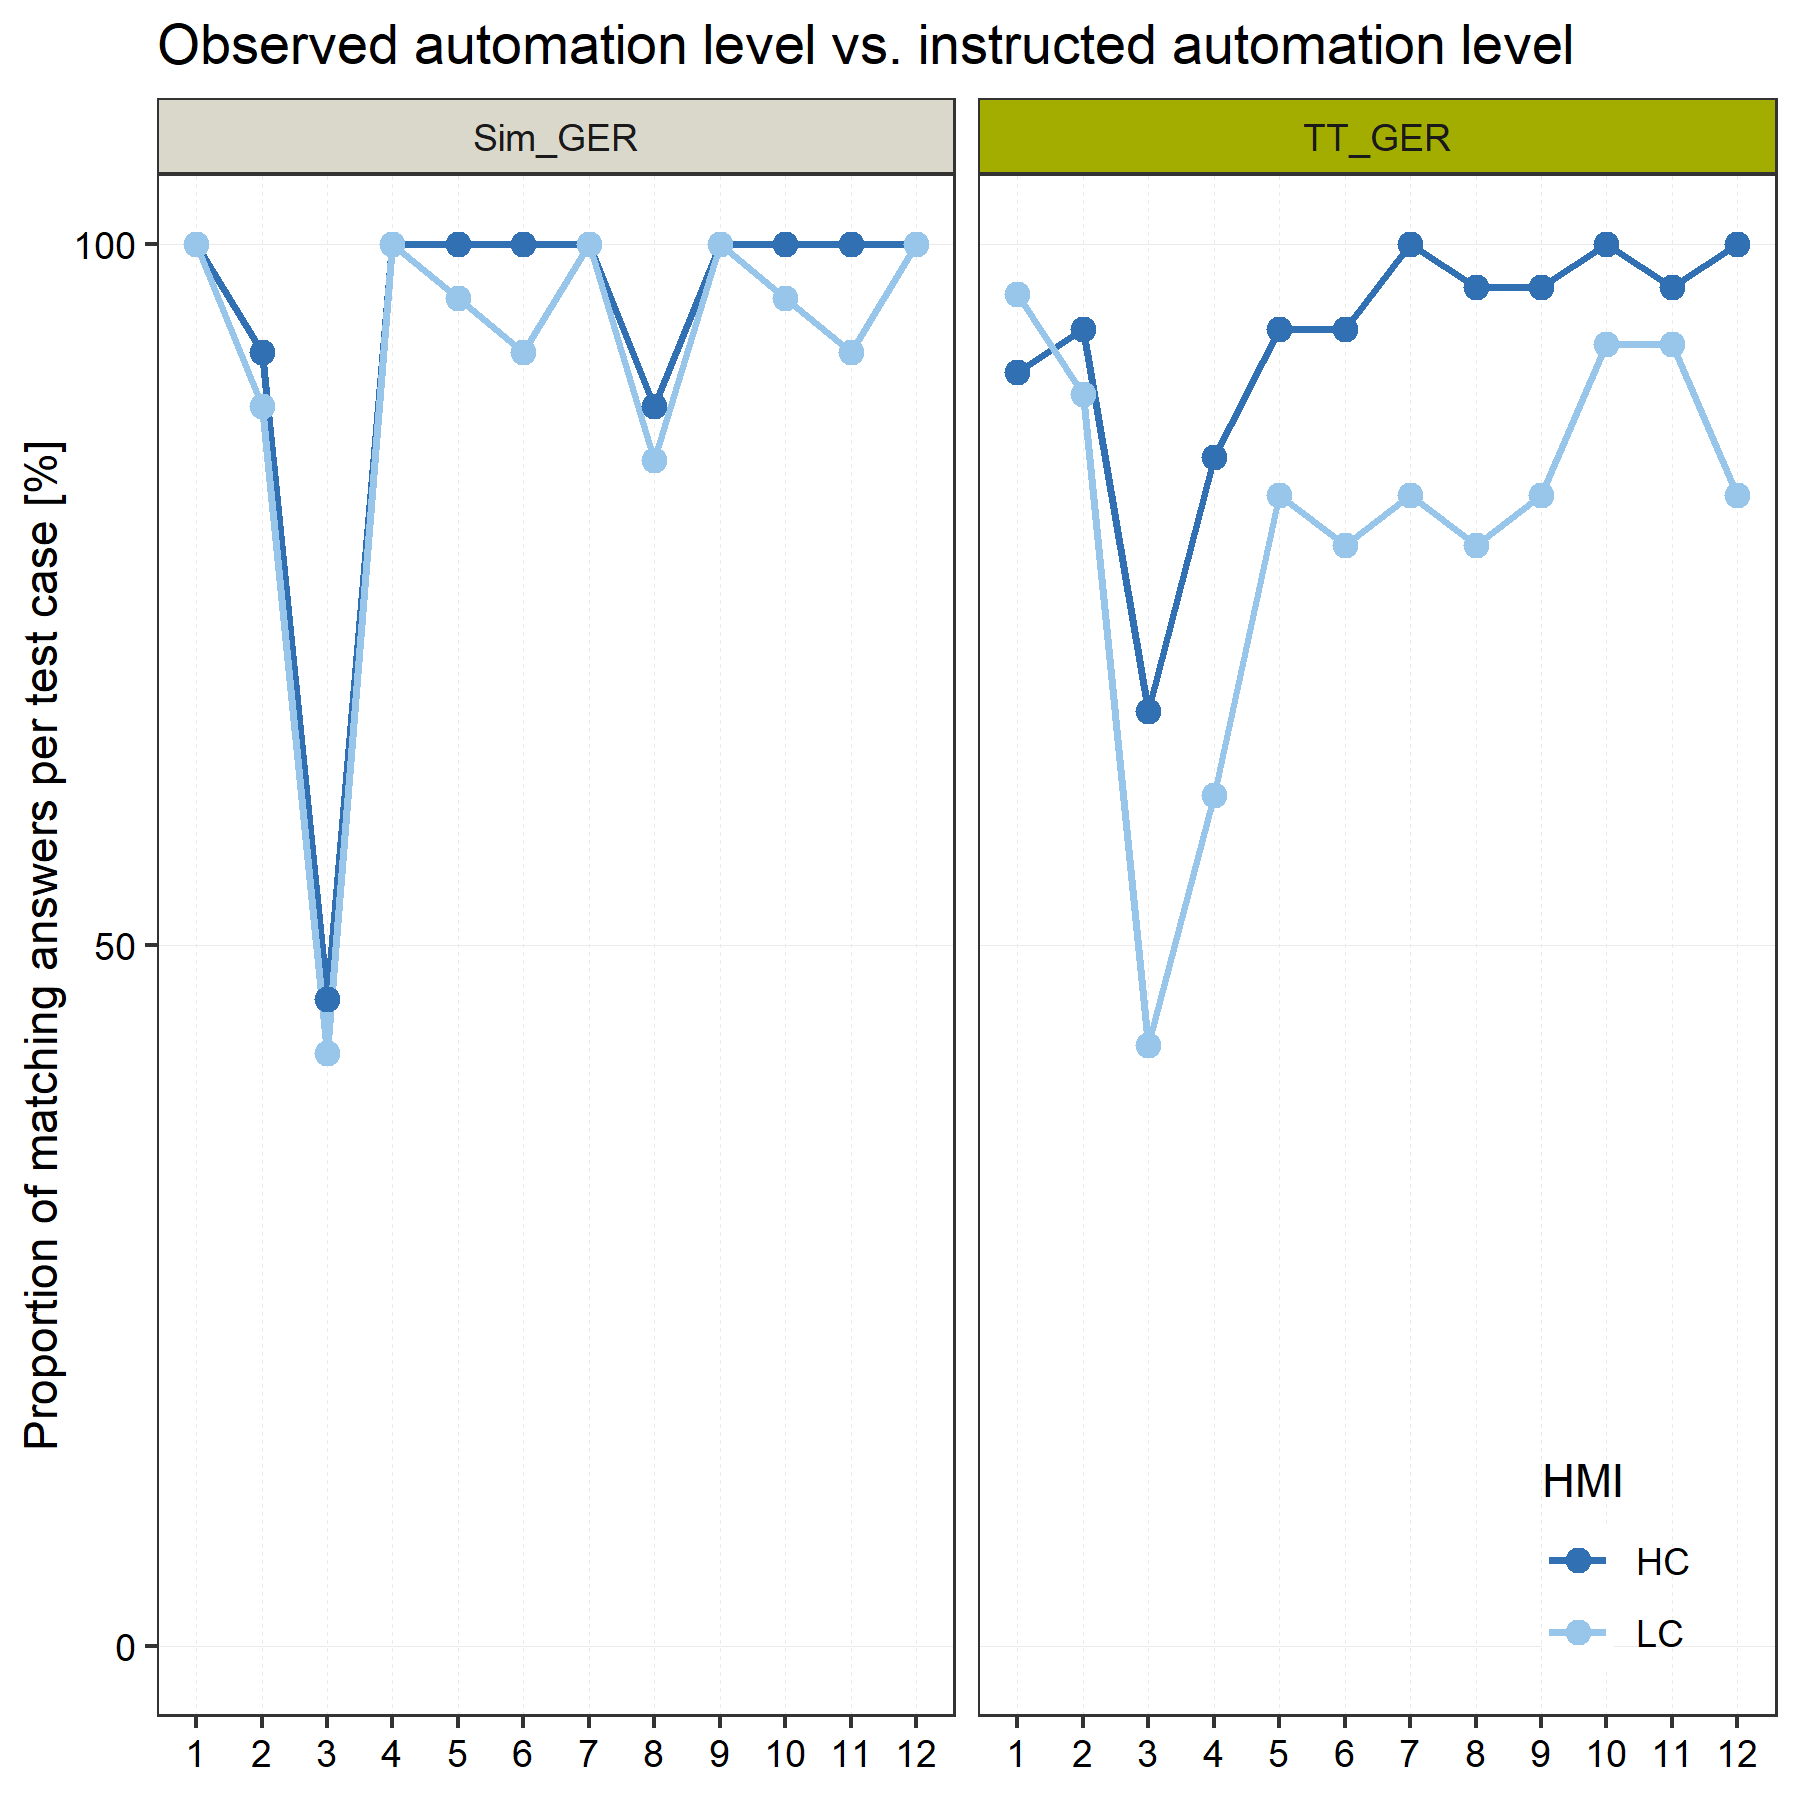 Observed automation level vs. instructed automation level
Sim_GER
TT_GER
Proportion of matching answers per test case [%]
100
50
0
HMI
HC
LC
1 2 3 4 5 6 7 8 9 10 11 12
1 2 3 4 5 6 7 8 9 10 11 12